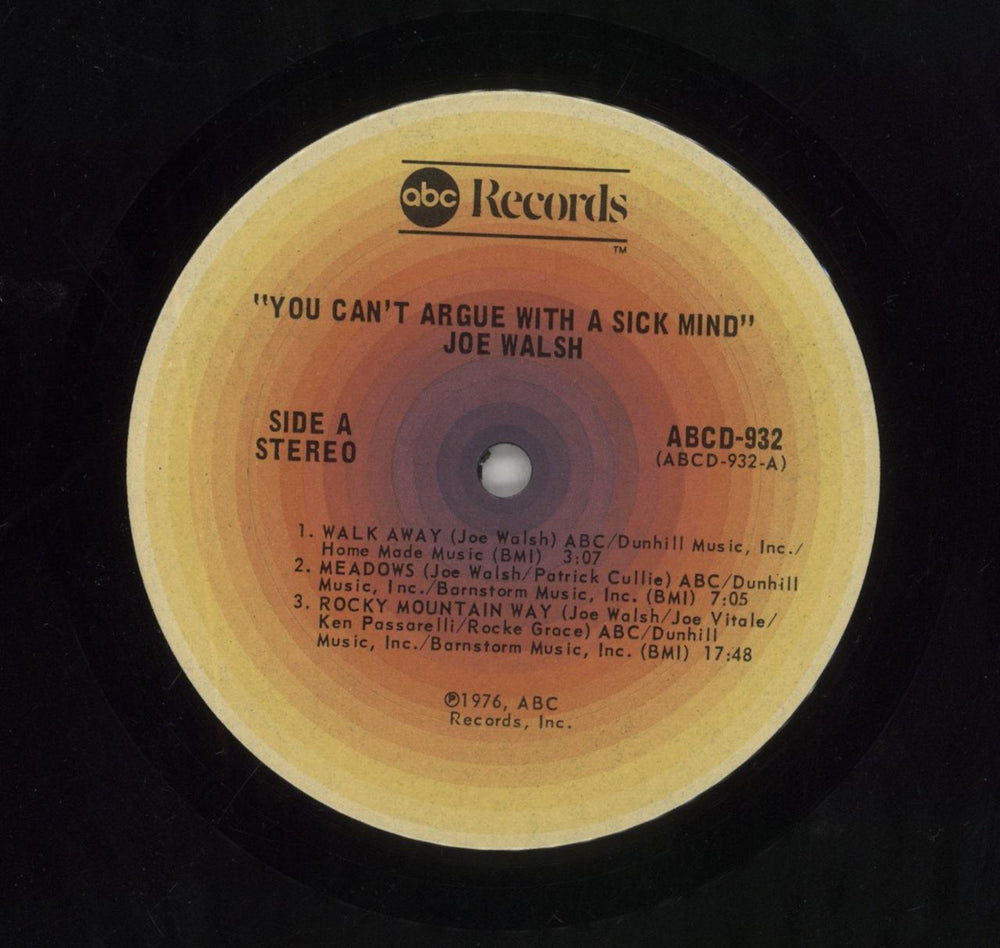 abc Records
TM
"YOU CAN'T ARGUE WITH A SICK MIND"
JOE WALSH
SIDE A
STEREO
ABCD-932
(ABCD-932-A)
1. WALK AWAY (Joe Walsh) ABC/Dunhill Music, Inc./
Home Made Music (BMI) 3:07
2. MEADOWS (Joe Walsh/Patrick Cullie) ABC/Dunhill
Music, Inc./Barnstorm Music, Inc. (BMI) 7:05
3. ROCKY MOUNTAIN WAY (Joe Walsh/Joe Vitale/
Ken Passarelli/Rocke Grace) ABC/Dunhill
Music, Inc./Barnstorm Music, Inc. (BMI) 17:48
℗1976, ABC
Records, Inc.